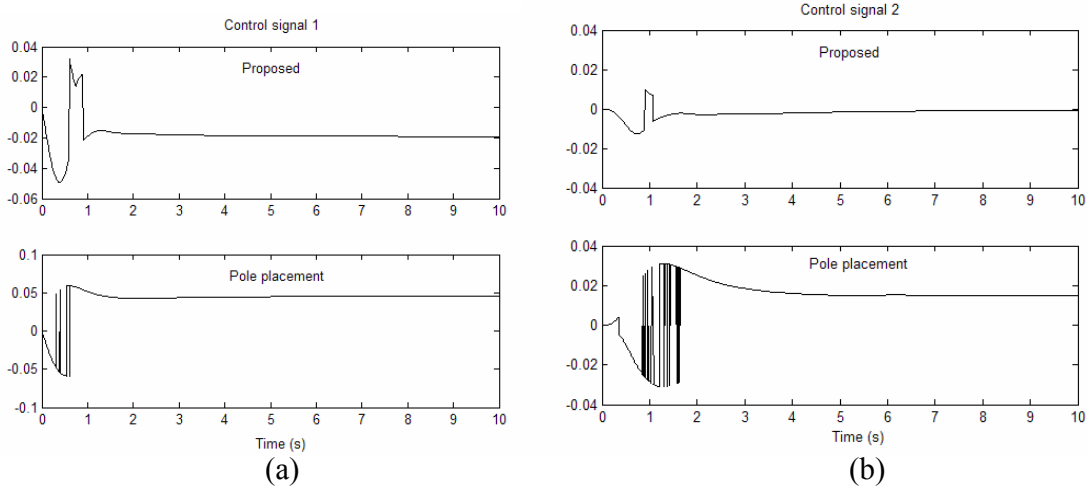 Control signal 1
0.04
0.02
0
-0.02
-0.04
-0.06
Proposed
0 1 2 3 4 5 6 7 8 9 10
0.1
0.05
0
-0.05
-0.1
Pole placement
0 1 2 3 4 5 6 7 8 9 10
Time (s)
(a)
Control signal 2
0.04
0.02
0
-0.02
-0.04
Proposed
0 1 2 3 4 5 6 7 8 9 10
0.04
0.02
0
-0.02
-0.04
Pole placement
0 1 2 3 4 5 6 7 8 9 10
Time (s)
(b)